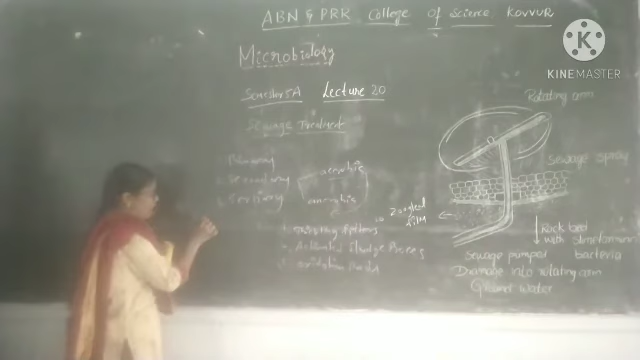 ABN & PRR College Of Science Kovvur
KINEMASTER
Microbiology
Semester 5A Lecture 20
Sewage Treatment
Primary
Secondary
Tertiary
aerobic
anaerobic
Activated Sludge Process
oxidation Ponds
Rotating arm
Sewage spray
Zoogleal
film
Rock bed
with
bacteria
Sewage pumped
Drainage into rotating arm
Ground water